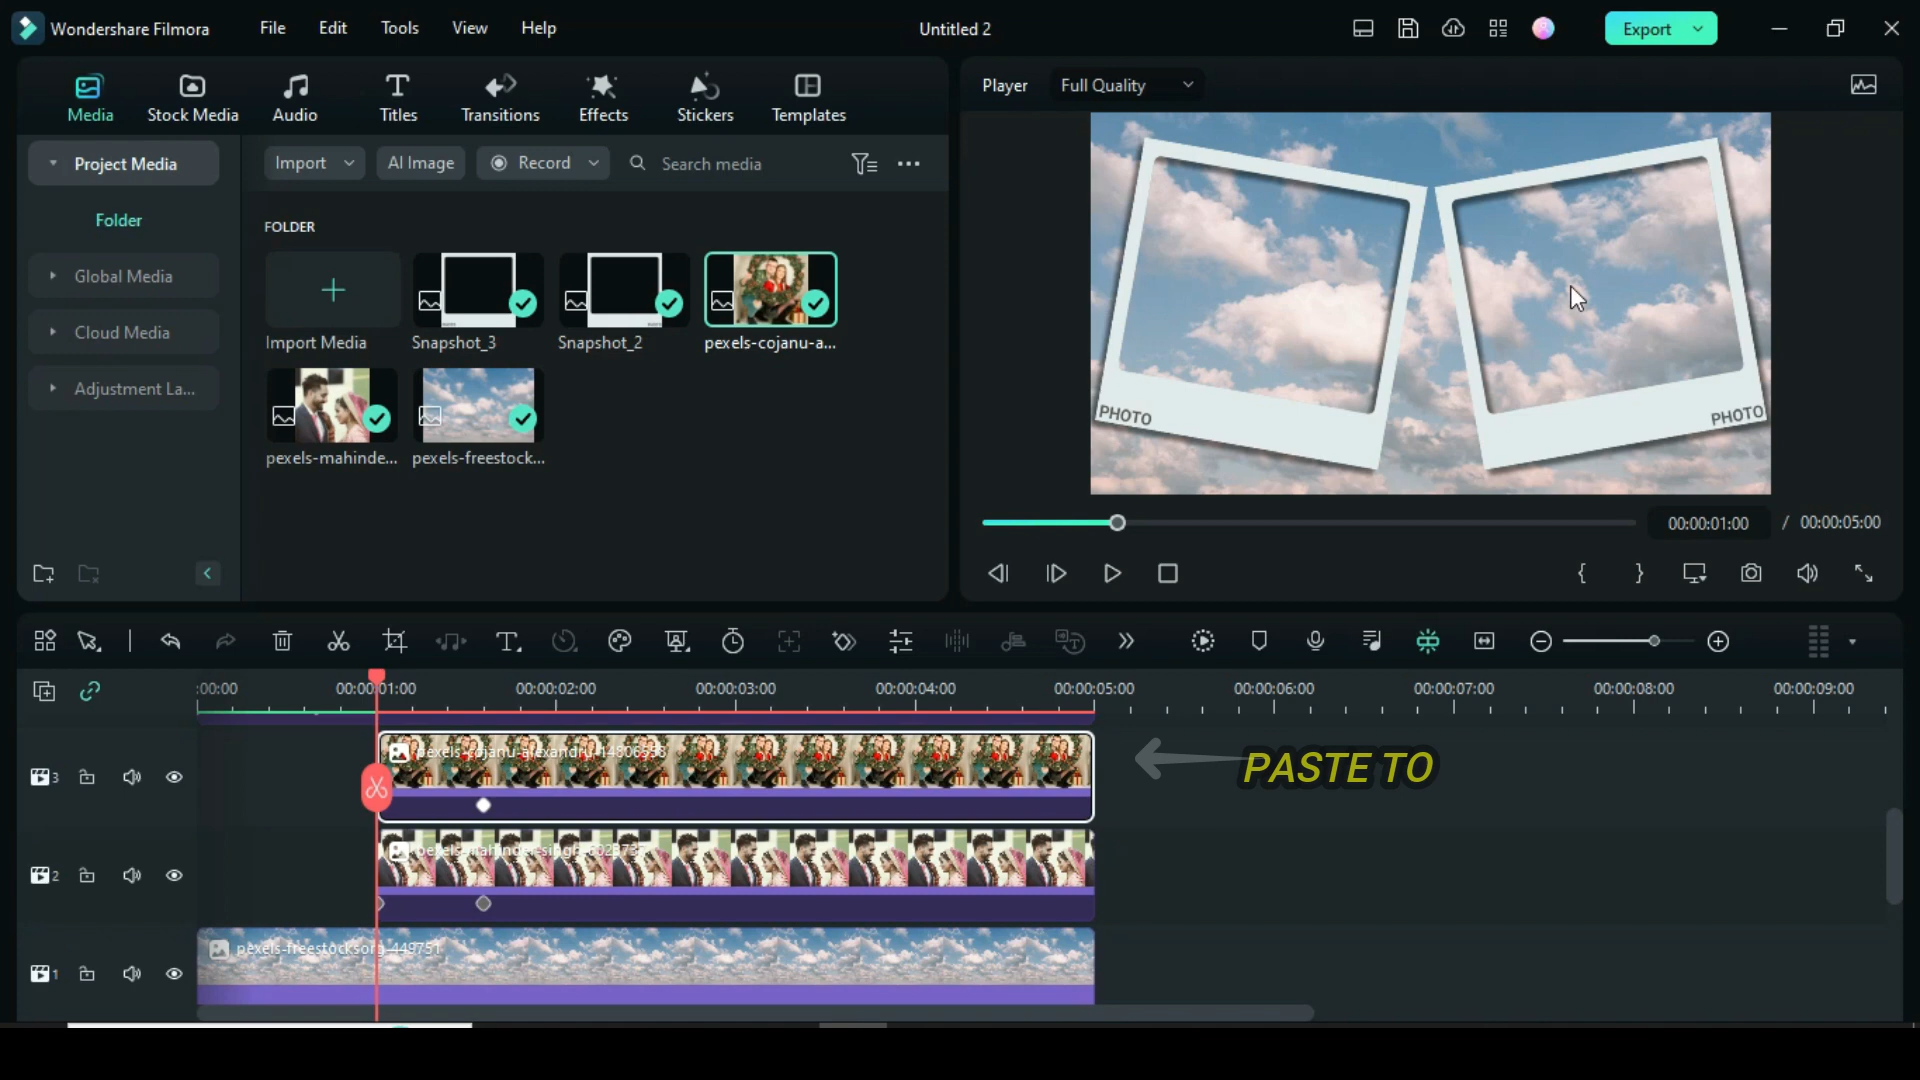 Wondershare Filmora File Edit Tools View Help Untitled 2 Export
Media Stock Media Audio Titles Transitions Effects Stickers Templates
Player Full Quality
Project Media
Folder
Global Media
Cloud Media
Adjustment La...
Import AI Image Record Search media
FOLDER
Import Media Snapshot_3 Snapshot_2 pexels-cojanu-a...
pexels-mahinde... pexels-freestock...
PHOTO PHOTO
00:00:01:00 / 00:00:05:00
:00:00 00:00:01:00 00:00:02:00 00:00:03:00 00:00:04:00 00:00:05:00 00:00:06:00 00:00:07:00 00:00:08:00 00:00:09:00
3
pexels-cojanu-alexandru-14806558
PASTE TO
2
pexels-mahinder-singh-6023737
1
pexels-freestocksorg-449751